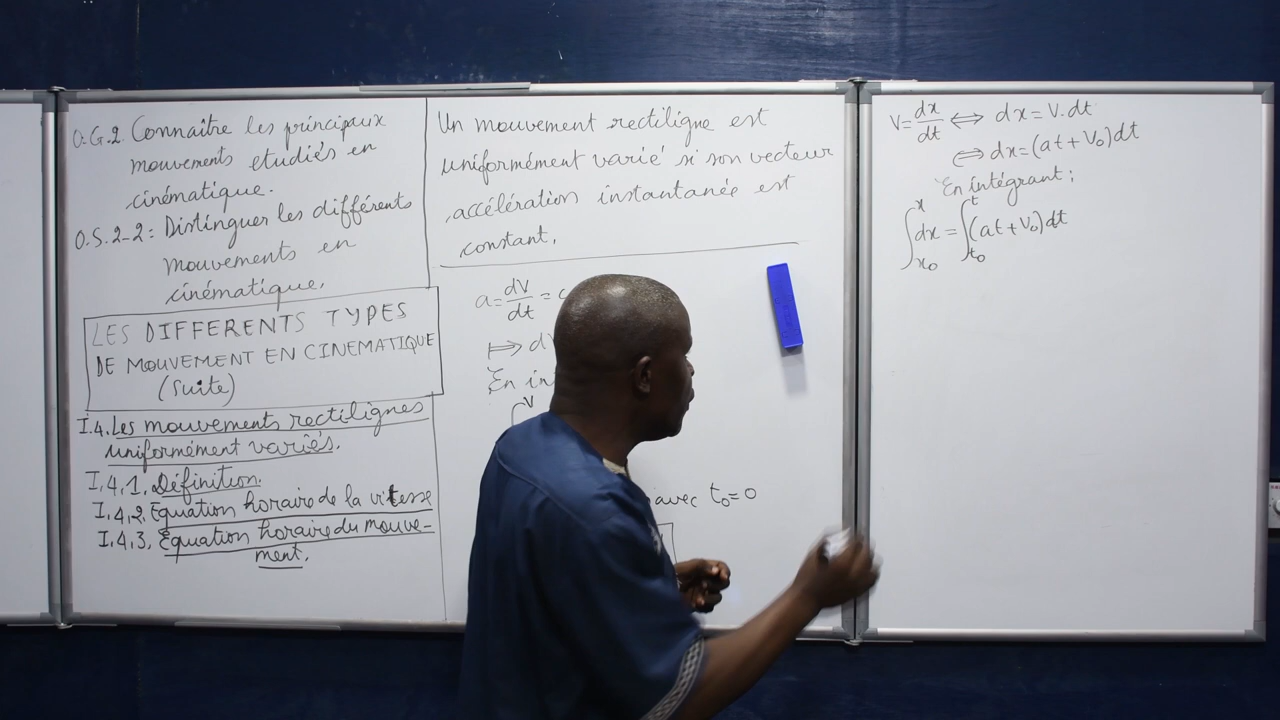 O.G.2. Connaître les principaux
mouvements etudiés en
cinématique.
O.S.2-2: Distinguer les différents
mouvements en
cinématique.
LES DIFFERENTS TYPES
DE MOUVEMENT EN CINEMATIQUE
(Suite)
I.4. Les mouvements rectilignes
uniformément variés.
I.4.1. Définition.
I.4.2. Equation horaire de la vitesse
I.4.3. Equation horaire du mouve-
ment.
Un mouvement rectiligne est
uniformément varié si son vecteur
accélération instantanée est
constant.
a = dV/dt =
⟹ d
En in
V
avec t₀=0
V = dx/dt ⟺ dx = V.dt
⟺ dx = (at + V₀)dt
En intégrant:
∫_{x₀}^{x} dx = ∫_{t₀}^{t} (at + V₀)dt